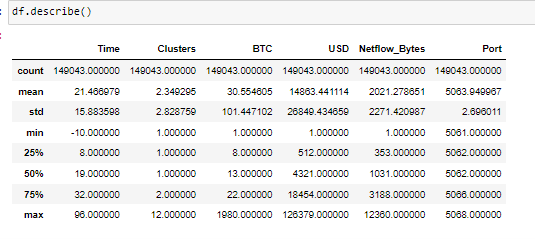 df.describe()
Time Clusters BTC USD Netflow_Bytes Port
count 149043.000000 149043.000000 149043.000000 149043.000000 149043.000000 149043.000000
mean 21.466979 2.349295 30.554605 14863.441114 2021.278651 5063.949967
std 15.883598 2.828759 101.447102 26849.434659 2271.420987 2.696011
min -10.000000 1.000000 1.000000 1.000000 1.000000 5061.000000
25% 8.000000 1.000000 8.000000 512.000000 353.000000 5062.000000
50% 19.000000 1.000000 13.000000 4321.000000 1031.000000 5062.000000
75% 32.000000 2.000000 22.000000 18454.000000 3188.000000 5066.000000
max 96.000000 12.000000 1980.000000 126379.000000 12360.000000 5068.000000